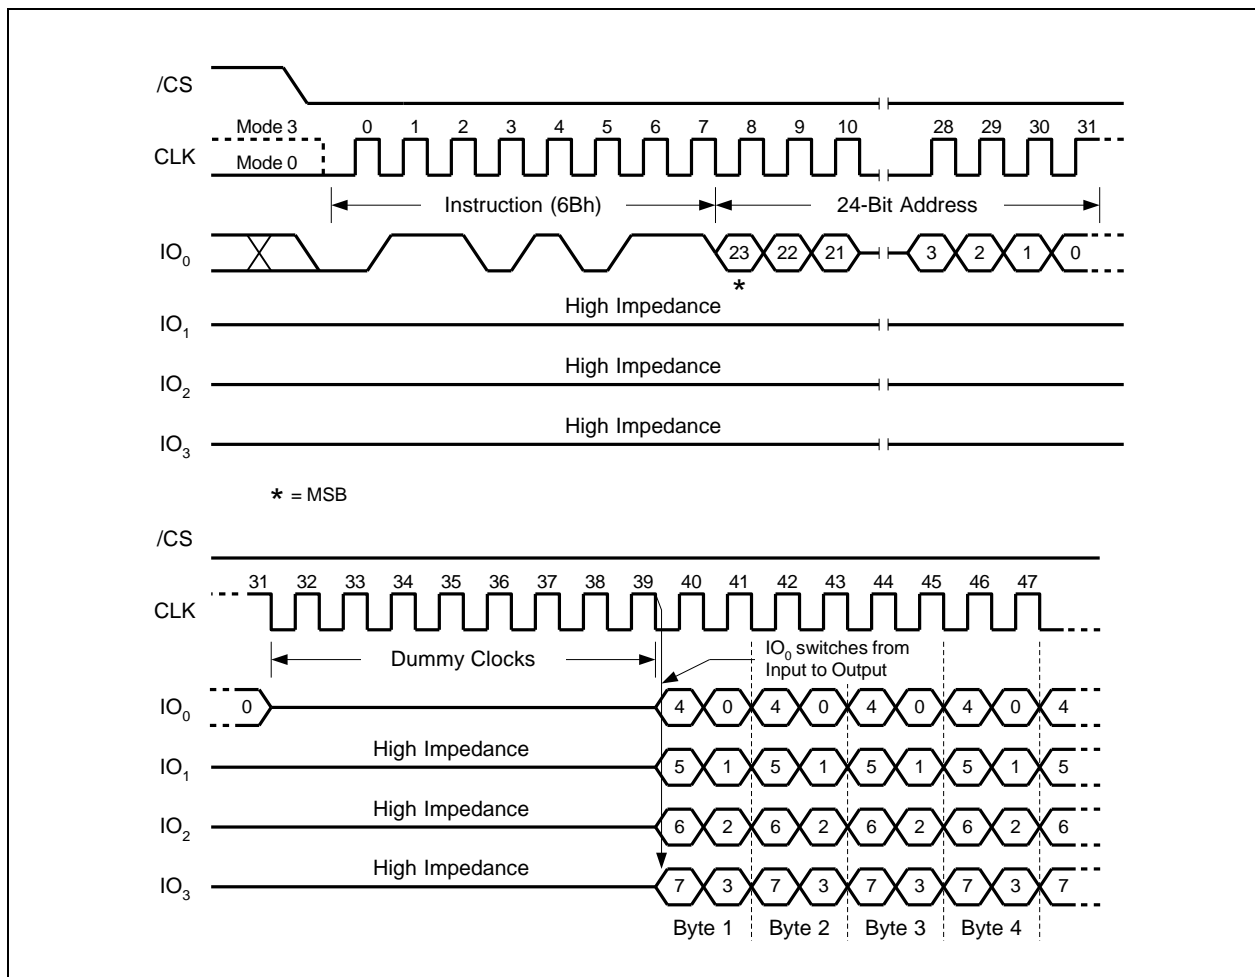 /CS
Mode 3 0 1 2 3 4 5 6 7 8 9 10 28 29 30 31
CLK
Mode 0
Instruction (6Bh) 24-Bit Address
IO0 23 22 21 3 2 1 0
*
High Impedance
IO1
High Impedance
IO2
High Impedance
IO3
* = MSB
/CS
31 32 33 34 35 36 37 38 39 40 41 42 43 44 45 46 47
CLK
IO0 switches from
Dummy Clocks
Input to Output
IO0 0 4 0 4 0 4 0 4 0 4
High Impedance
IO1 5 1 5 1 5 1 5 1 5
High Impedance
IO2 6 2 6 2 6 2 6 2 6
High Impedance
IO3 7 3 7 3 7 3 7 3 7
Byte 1 Byte 2 Byte 3 Byte 4